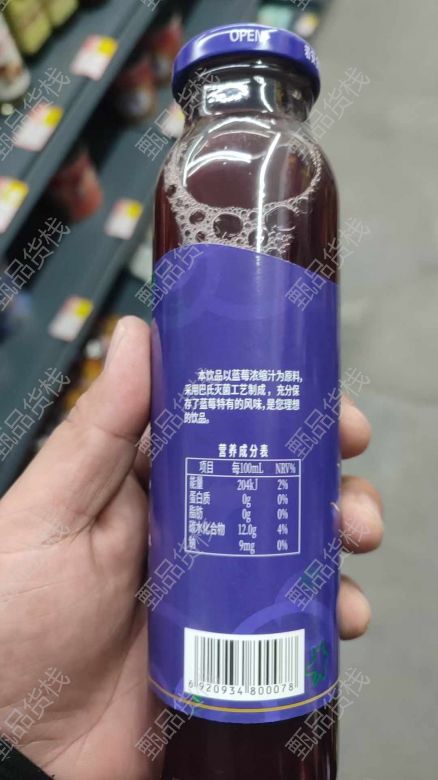 OPEN
本饮品以蓝莓浓缩汁为原料,
采用巴氏灭菌工艺制成，充分保
存了蓝莓特有的风味,是您理想
的饮品。
营养成分表
项目 每100mL NRV%
能量 204kJ 2%
蛋白质 0g 0%
脂肪 0g 0%
碳水化合物 12.0g 4%
钠 9mg 0%
6 920934 800078
甄品货栈